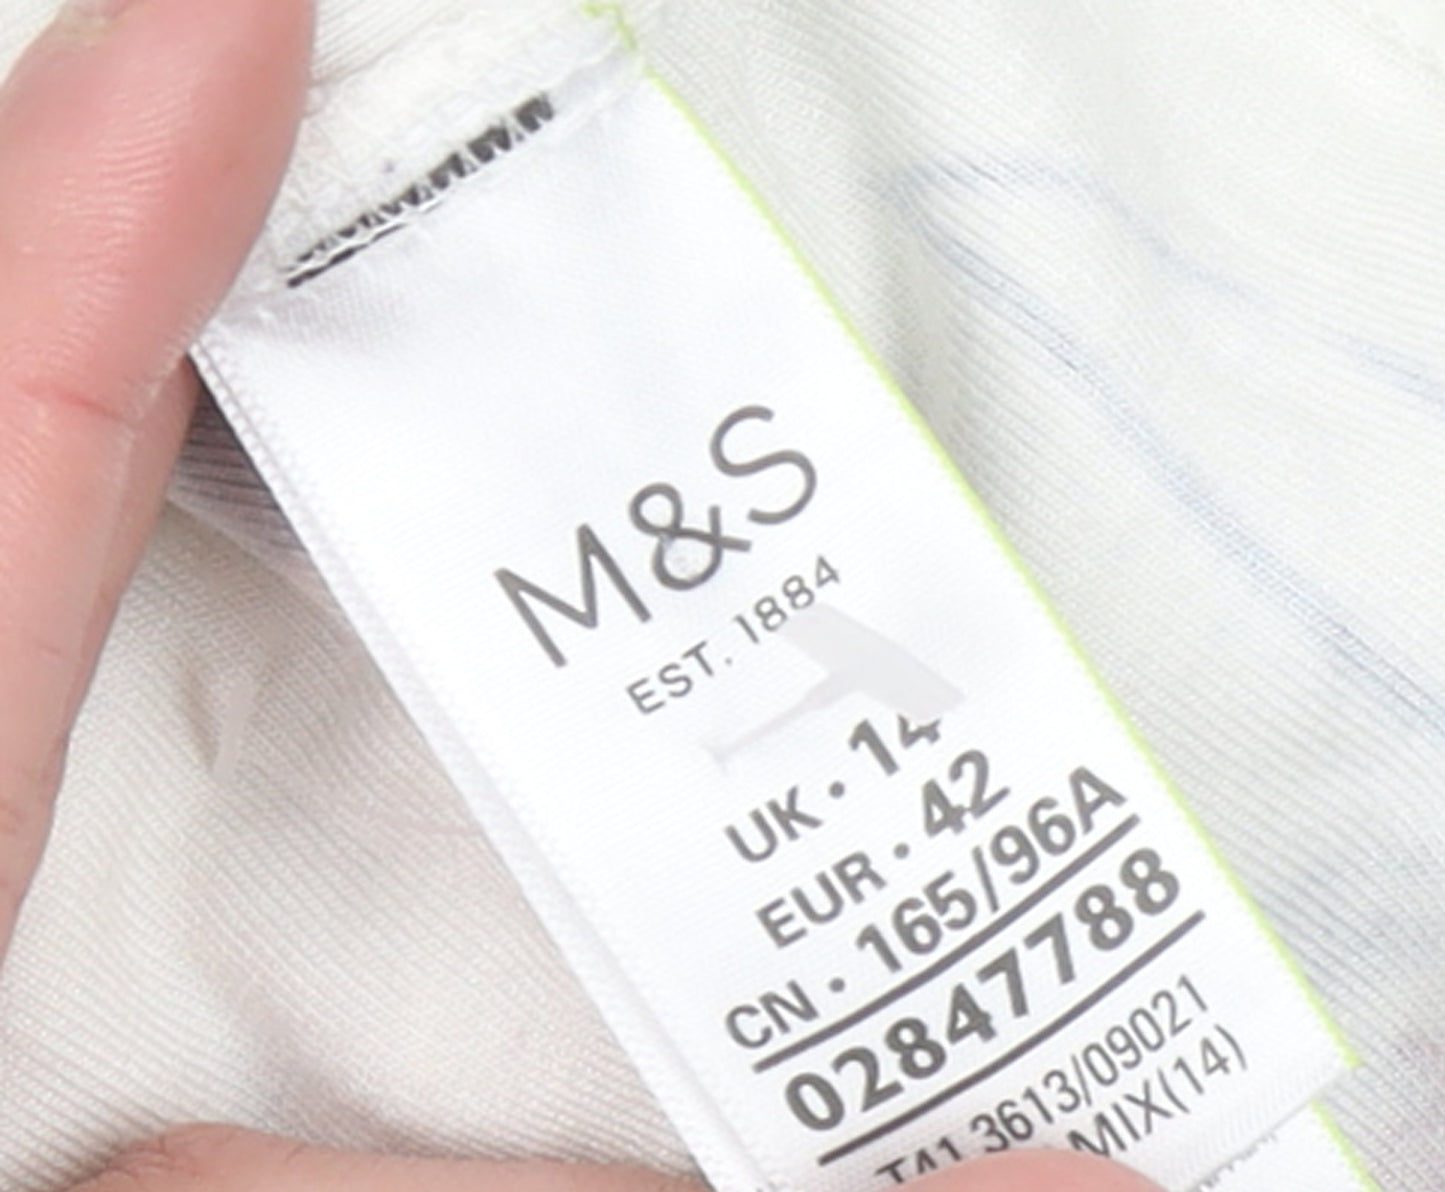 M&S
EST. 1884
UK • 14
EUR • 42
CN • 165/96A
02847788
T41 3613/09021
MIX(14)